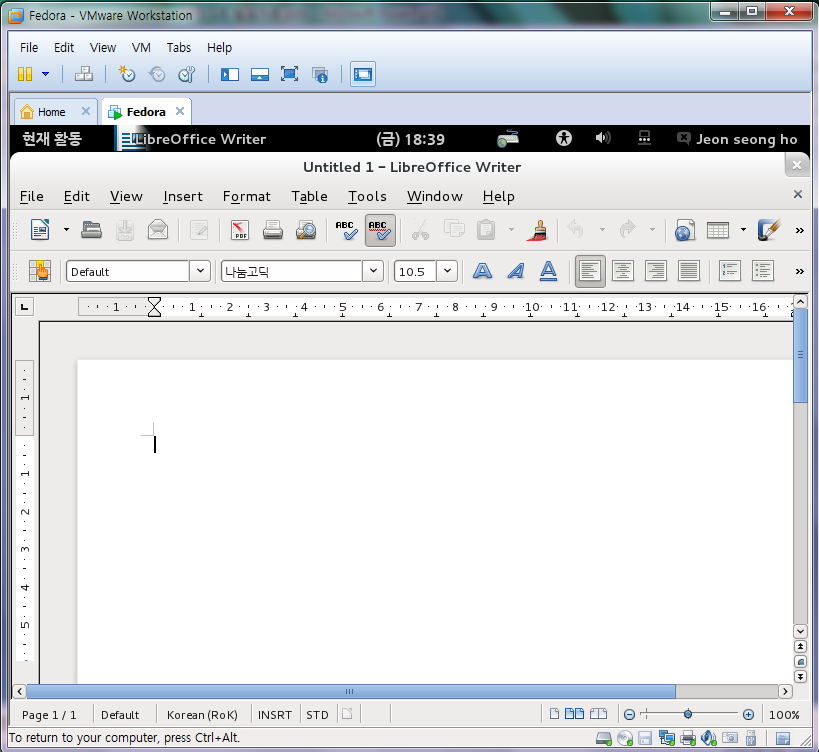 Fedora - VMware Workstation
File Edit View VM Tabs Help
Home Fedora
현재 활동 LibreOffice Writer (금) 18:39 Jeon seong ho
Untitled 1 – LibreOffice Writer
File Edit View Insert Format Table Tools Window Help
PDF ABC ABC
Default 나눔고딕 10.5 A A A
1 1 2 3 4 5 6 7 8 9 10 11 12 13 14 15 16
1
1
2
3
4
5
Page 1 / 1 Default Korean (RoK) INSRT STD 100%
To return to your computer, press Ctrl+Alt.